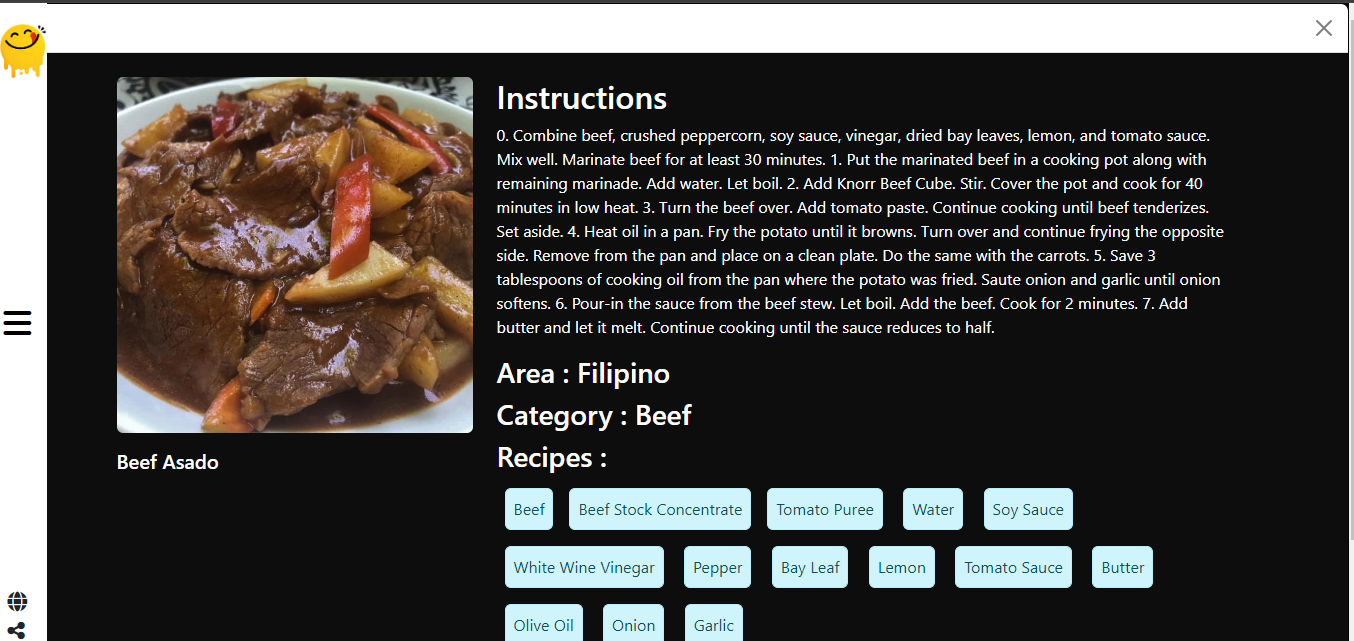 Instructions
0. Combine beef, crushed peppercorn, soy sauce, vinegar, dried bay leaves, lemon, and tomato sauce.
Mix well. Marinate beef for at least 30 minutes. 1. Put the marinated beef in a cooking pot along with
remaining marinade. Add water. Let boil. 2. Add Knorr Beef Cube. Stir. Cover the pot and cook for 40
minutes in low heat. 3. Turn the beef over. Add tomato paste. Continue cooking until beef tenderizes.
Set aside. 4. Heat oil in a pan. Fry the potato until it browns. Turn over and continue frying the opposite
side. Remove from the pan and place on a clean plate. Do the same with the carrots. 5. Save 3
tablespoons of cooking oil from the pan where the potato was fried. Saute onion and garlic until onion
softens. 6. Pour-in the sauce from the beef stew. Let boil. Add the beef. Cook for 2 minutes. 7. Add
butter and let it melt. Continue cooking until the sauce reduces to half.
Area : Filipino
Category : Beef
Recipes :
Beef Asado
Beef Beef Stock Concentrate Tomato Puree Water Soy Sauce
White Wine Vinegar Pepper Bay Leaf Lemon Tomato Sauce Butter
Olive Oil Onion Garlic